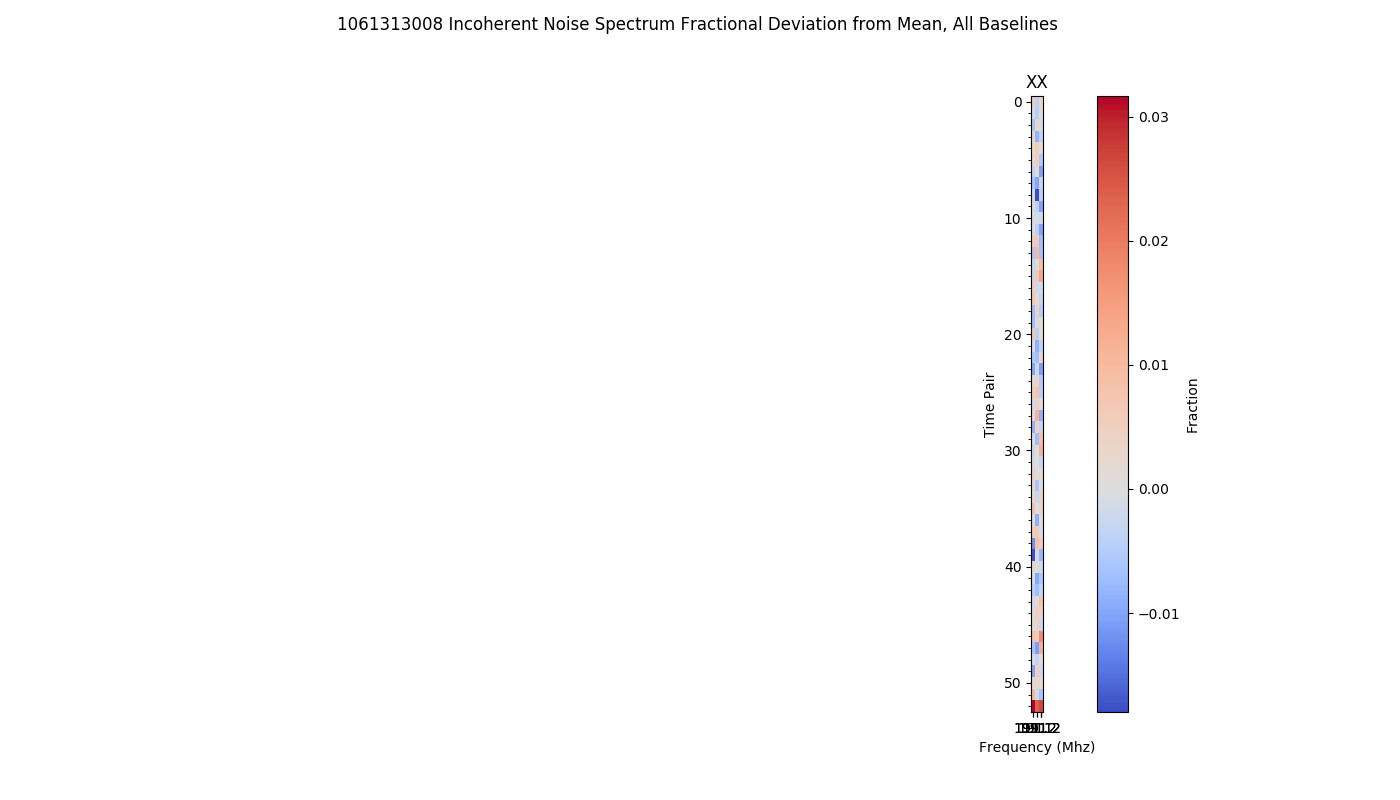 1061313008 Incoherent Noise Spectrum Fractional Deviation from Mean, All Baselines
XX
0
10
20
30
40
50
Time Pair
Frequency (Mhz)
0.03
0.02
0.01
0.00
−0.01
Fraction